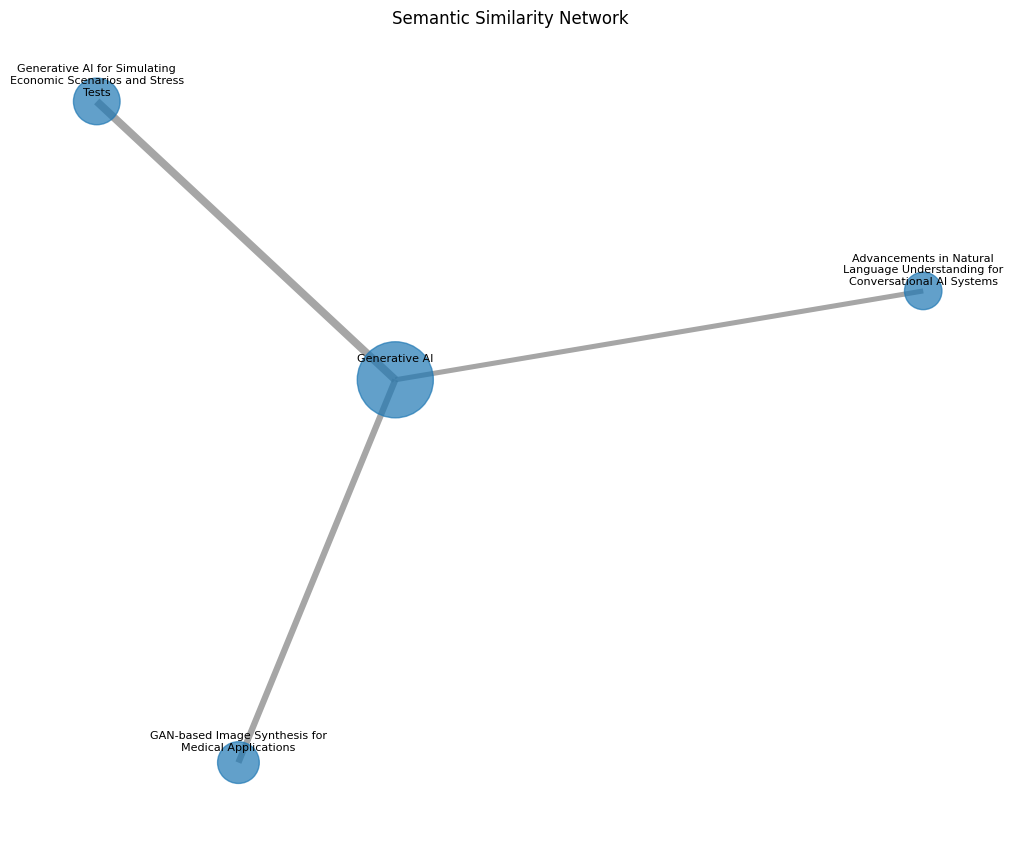 Semantic Similarity Network
Generative AI for Simulating
Economic Scenarios and Stress
Tests
Advancements in Natural
Language Understanding for
Conversational AI Systems
Generative AI
GAN-based Image Synthesis for
Medical Applications